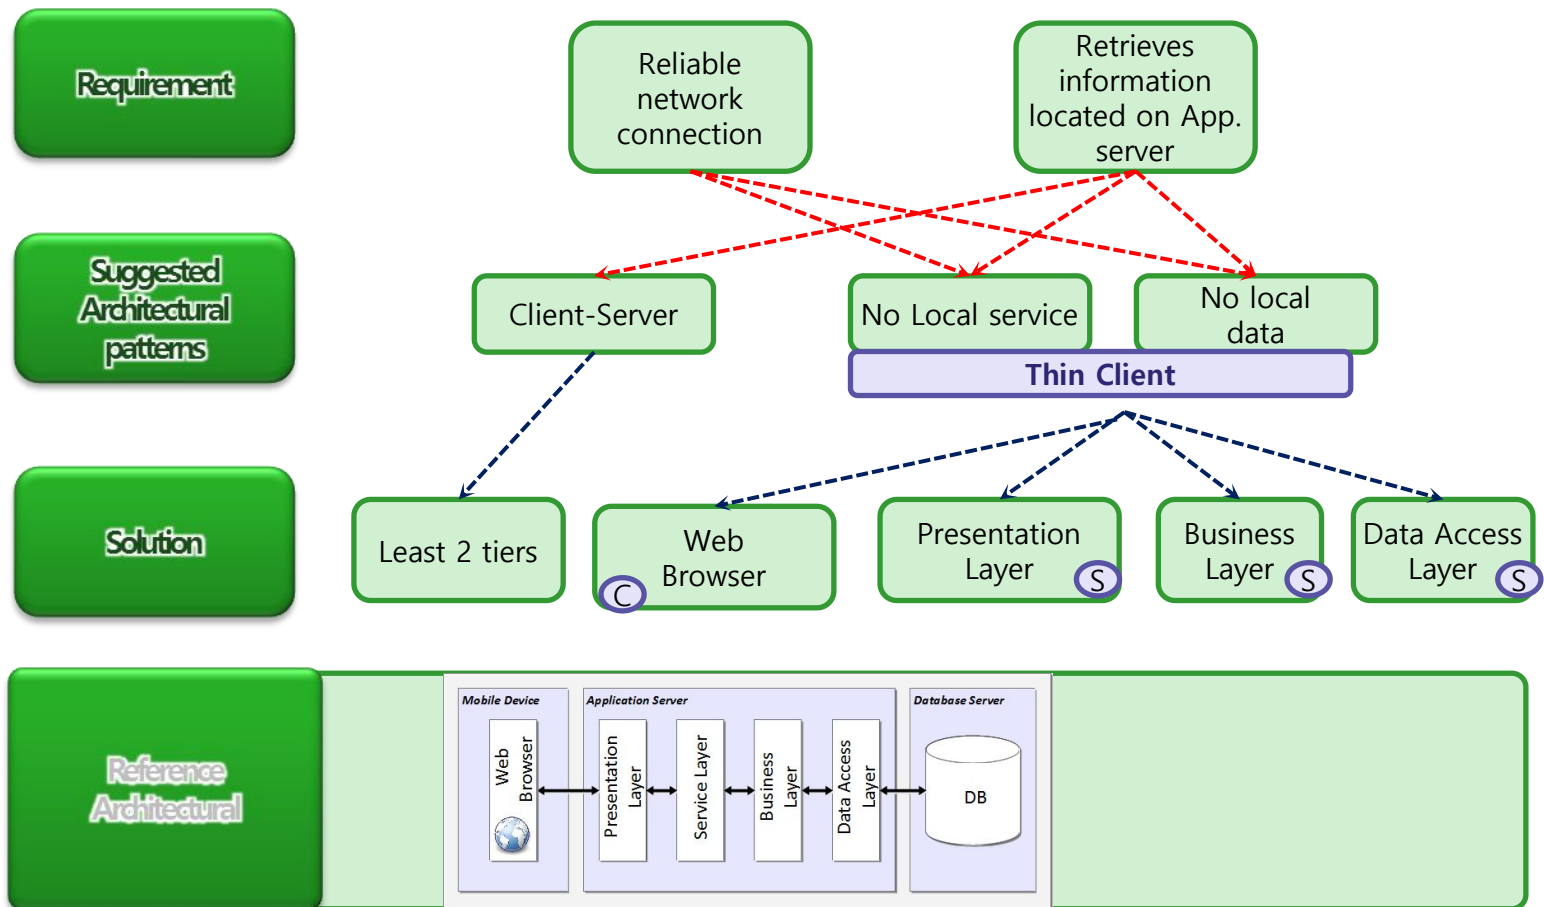 Requirement
Reliable
network
connection
Retrieves
information
located on App.
server
Suggested
Architectural
patterns
Client-Server
No Local service
No local
data
Thin Client
Solution
Least 2 tiers
Web
Browser
C
Presentation
Layer
S
Business
Layer
S
Data Access
Layer
S
Reference
Architectural
Mobile Device
Web
Browser
Application Server
Presentation
Layer
Service Layer
Business
Layer
Data Access
Layer
Database Server
DB